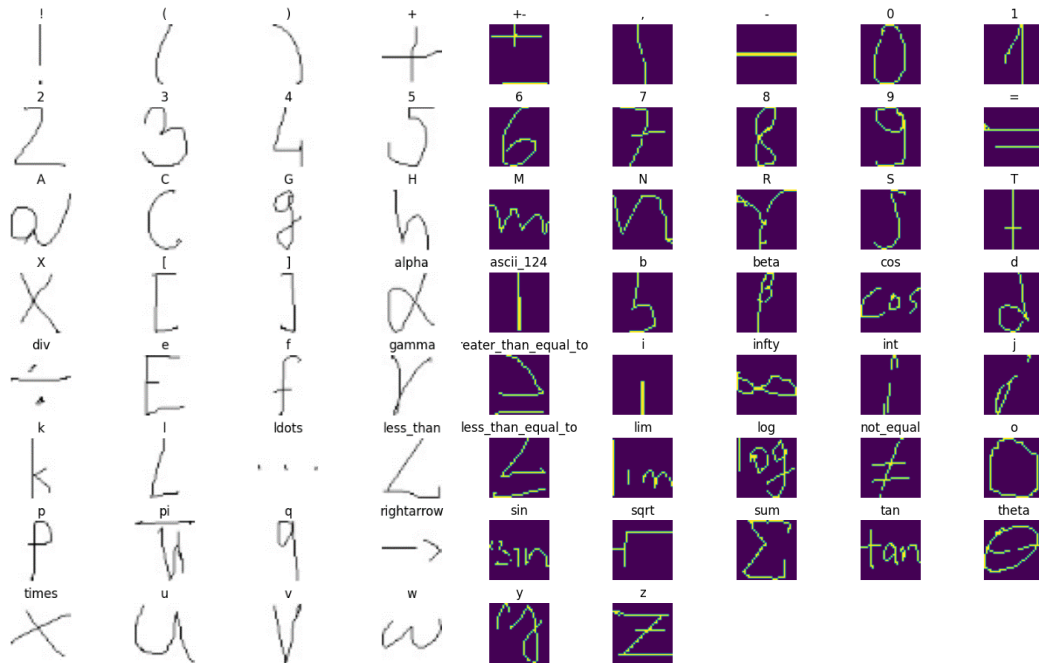 ! ( ) + +- , - 0 1
2 3 4 5 6 7 8 9 =
A C G H M N R S T
X [ ] alpha ascii_124 b beta cos d
div e f gamma reater_than_equal_to i infty int j
k l ldots less_than less_than_equal_to lim log not_equal o
p pi q rightarrow sin sqrt sum tan theta
times u v w y z